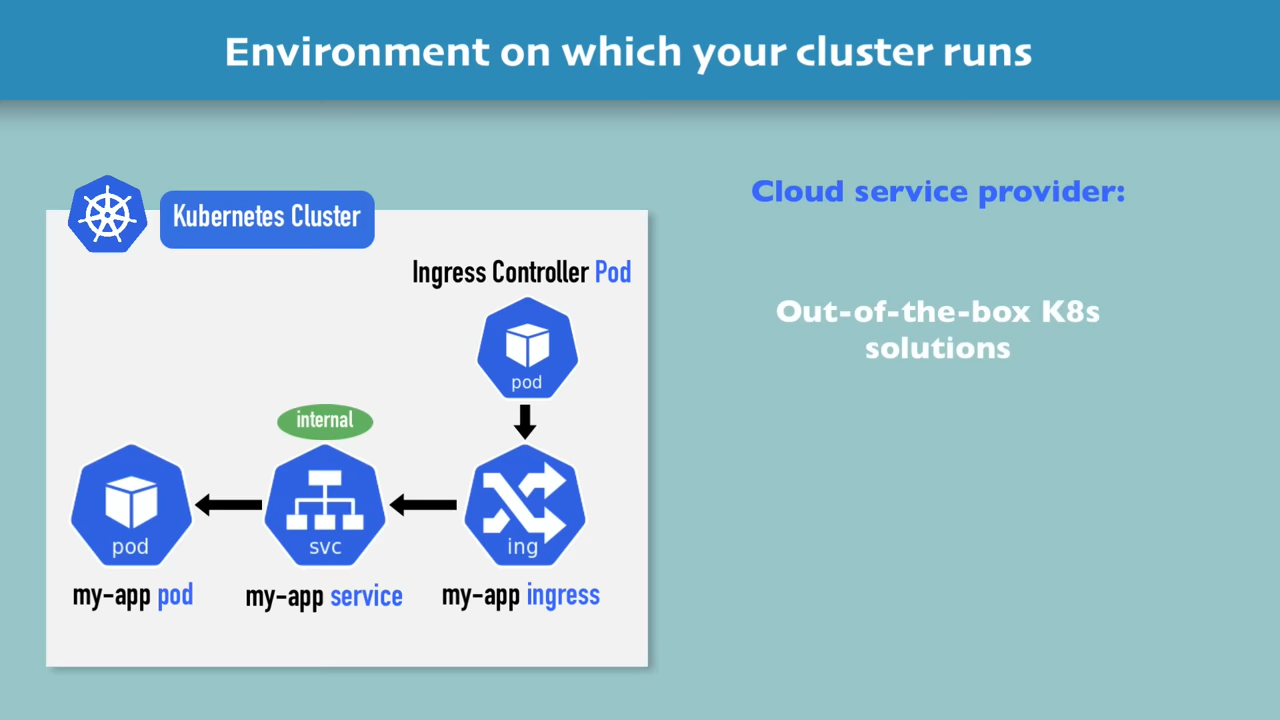 Environment on which your cluster runs
Kubernetes Cluster
Ingress Controller Pod
pod
internal
pod
svc
ing
my-app pod
my-app service
my-app ingress
Cloud service provider:
Out-of-the-box K8s
solutions